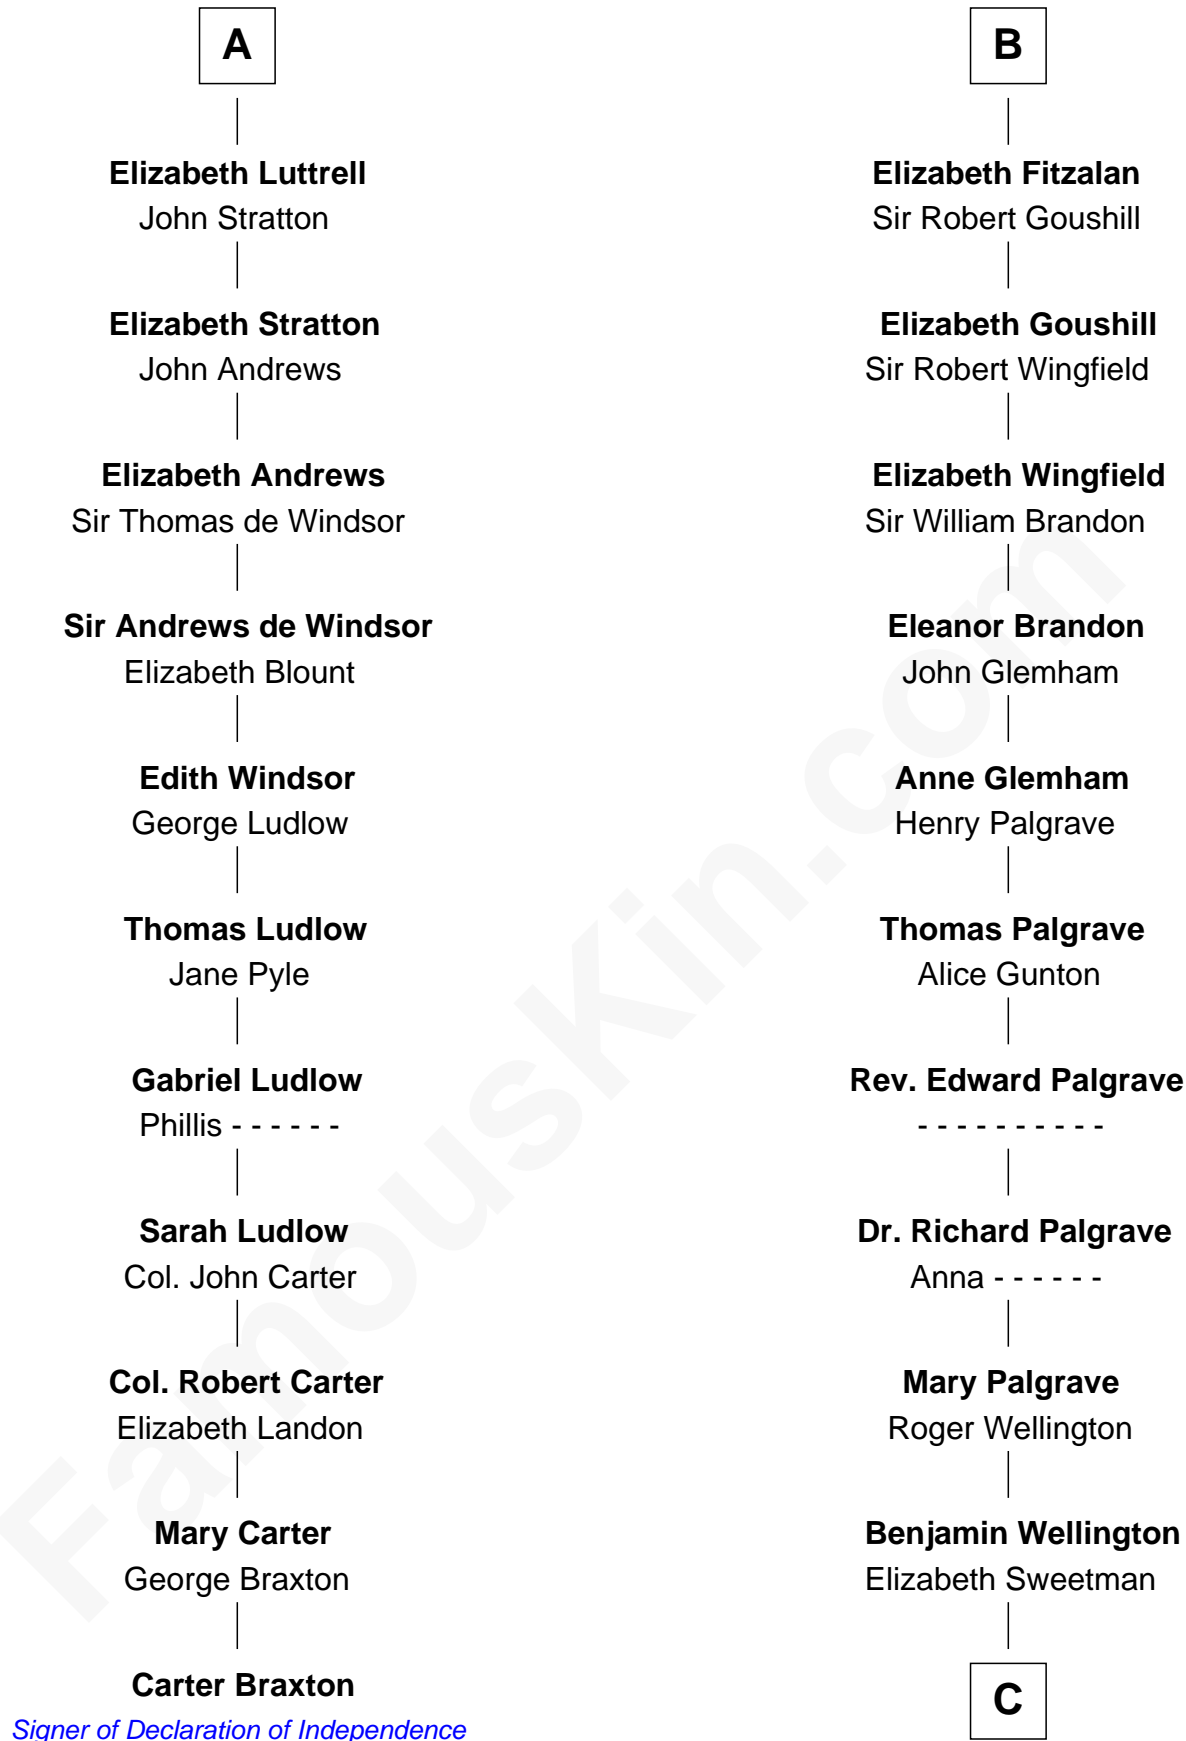 A
Elizabeth Luttrell
John Stratton
Elizabeth Stratton
John Andrews
Elizabeth Andrews
Sir Thomas de Windsor
Sir Andrews de Windsor
Elizabeth Blount
Edith Windsor
George Ludlow
Thomas Ludlow
Jane Pyle
Gabriel Ludlow
Phillis - - - - - -
Sarah Ludlow
Col. John Carter
Col. Robert Carter
Elizabeth Landon
Mary Carter
George Braxton
Carter Braxton
Signer of Declaration of Independence
B
Elizabeth Fitzalan
Sir Robert Goushill
Elizabeth Goushill
Sir Robert Wingfield
Elizabeth Wingfield
Sir William Brandon
Eleanor Brandon
John Glemham
Anne Glemham
Henry Palgrave
Thomas Palgrave
Alice Gunton
Rev. Edward Palgrave
- - - - - - - - - -
Dr. Richard Palgrave
Anna - - - - - -
Mary Palgrave
Roger Wellington
Benjamin Wellington
Elizabeth Sweetman
C
FamousKin.com